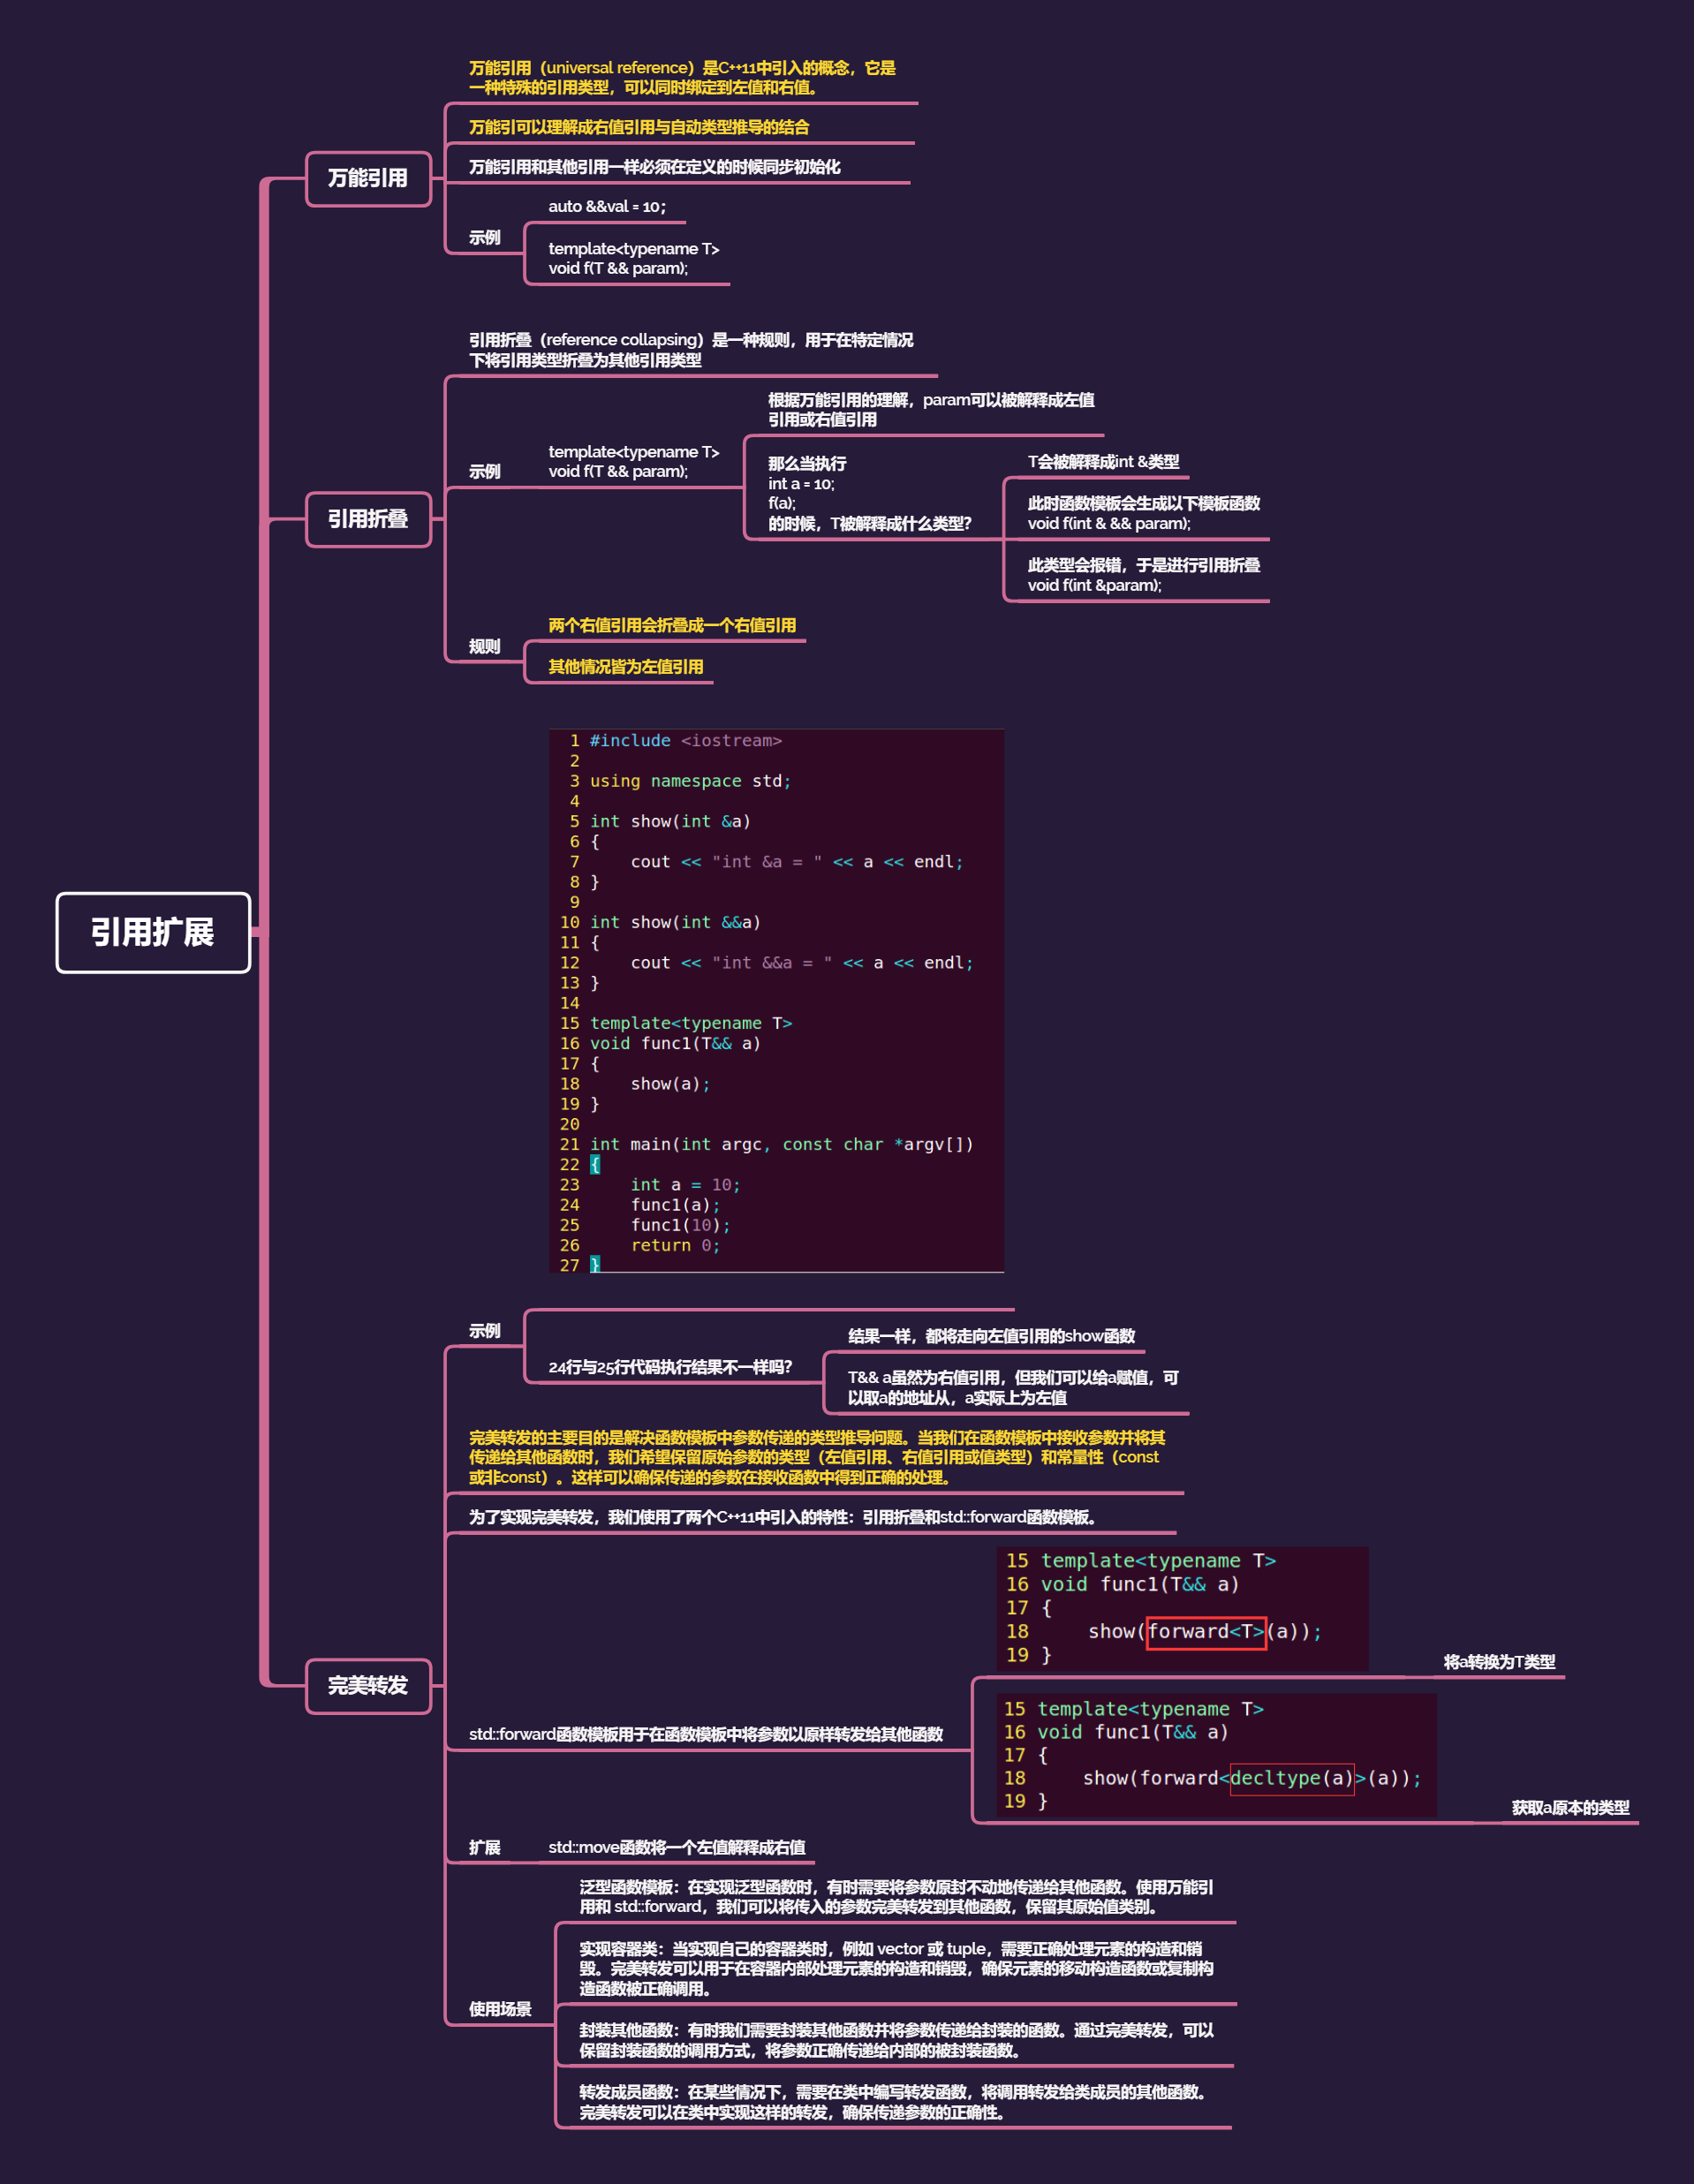 引用扩展
万能引用
万能引用（universal reference）是C++11中引入的概念，它是
一种特殊的引用类型，可以同时绑定到左值和右值。
万能引可以理解成右值引用与自动类型推导的结合
万能引用和其他引用一样必须在定义的时候同步初始化
示例
auto &&val = 10；
template<typename T>
void f(T && param);
引用折叠
引用折叠（reference collapsing）是一种规则，用于在特定情况
下将引用类型折叠为其他引用类型
示例
template<typename T>
void f(T && param);
根据万能引用的理解，param可以被解释成左值
引用或右值引用
那么当执行
int a = 10;
f(a);
的时候，T被解释成什么类型？
T会被解释成int &类型
此时函数模板会生成以下模板函数
void f(int & && param);
此类型会报错，于是进行引用折叠
void f(int &param);
规则
两个右值引用会折叠成一个右值引用
其他情况皆为左值引用
完美转发
示例
1 #include <iostream>
2
3 using namespace std;
4
5 int show(int &a)
6 {
7     cout << "int &a = " << a << endl;
8 }
9
10 int show(int &&a)
11 {
12     cout << "int &&a = " << a << endl;
13 }
14
15 template<typename T>
16 void func1(T&& a)
17 {
18     show(a);
19 }
20
21 int main(int argc, const char *argv[])
22 {
23     int a = 10;
24     func1(a);
25     func1(10);
26     return 0;
27 }
24行与25行代码执行结果不一样吗？
结果一样，都将走向左值引用的show函数
T&& a虽然为右值引用，但我们可以给a赋值，可
以取a的地址从，a实际上为左值
完美转发的主要目的是解决函数模板中参数传递的类型推导问题。当我们在函数模板中接收参数并将其
传递给其他函数时，我们希望保留原始参数的类型（左值引用、右值引用或值类型）和常量性（const
或非const）。这样可以确保传递的参数在接收函数中得到正确的处理。
为了实现完美转发，我们使用了两个C++11中引入的特性：引用折叠和std::forward函数模板。
std::forward函数模板用于在函数模板中将参数以原样转发给其他函数
15 template<typename T>
16 void func1(T&& a)
17 {
18     show(forward<T>(a));
19 }
将a转换为T类型
15 template<typename T>
16 void func1(T&& a)
17 {
18     show(forward<decltype(a)>(a));
19 }
获取a原本的类型
扩展
std::move函数将一个左值解释成右值
使用场景
泛型函数模板：在实现泛型函数时，有时需要将参数原封不动地传递给其他函数。使用万能引
用和 std::forward，我们可以将传入的参数完美转发到其他函数，保留其原始值类别。
实现容器类：当实现自己的容器类时，例如 vector 或 tuple，需要正确处理元素的构造和销
毁。完美转发可以用于在容器内部处理元素的构造和销毁，确保元素的移动构造函数或复制构
造函数被正确调用。
封装其他函数：有时我们需要封装其他函数并将参数传递给封装的函数。通过完美转发，可以
保留封装函数的调用方式，将参数正确传递给内部的被封装函数。
转发成员函数：在某些情况下，需要在类中编写转发函数，将调用转发给类成员的其他函数。
完美转发可以在类中实现这样的转发，确保传递参数的正确性。